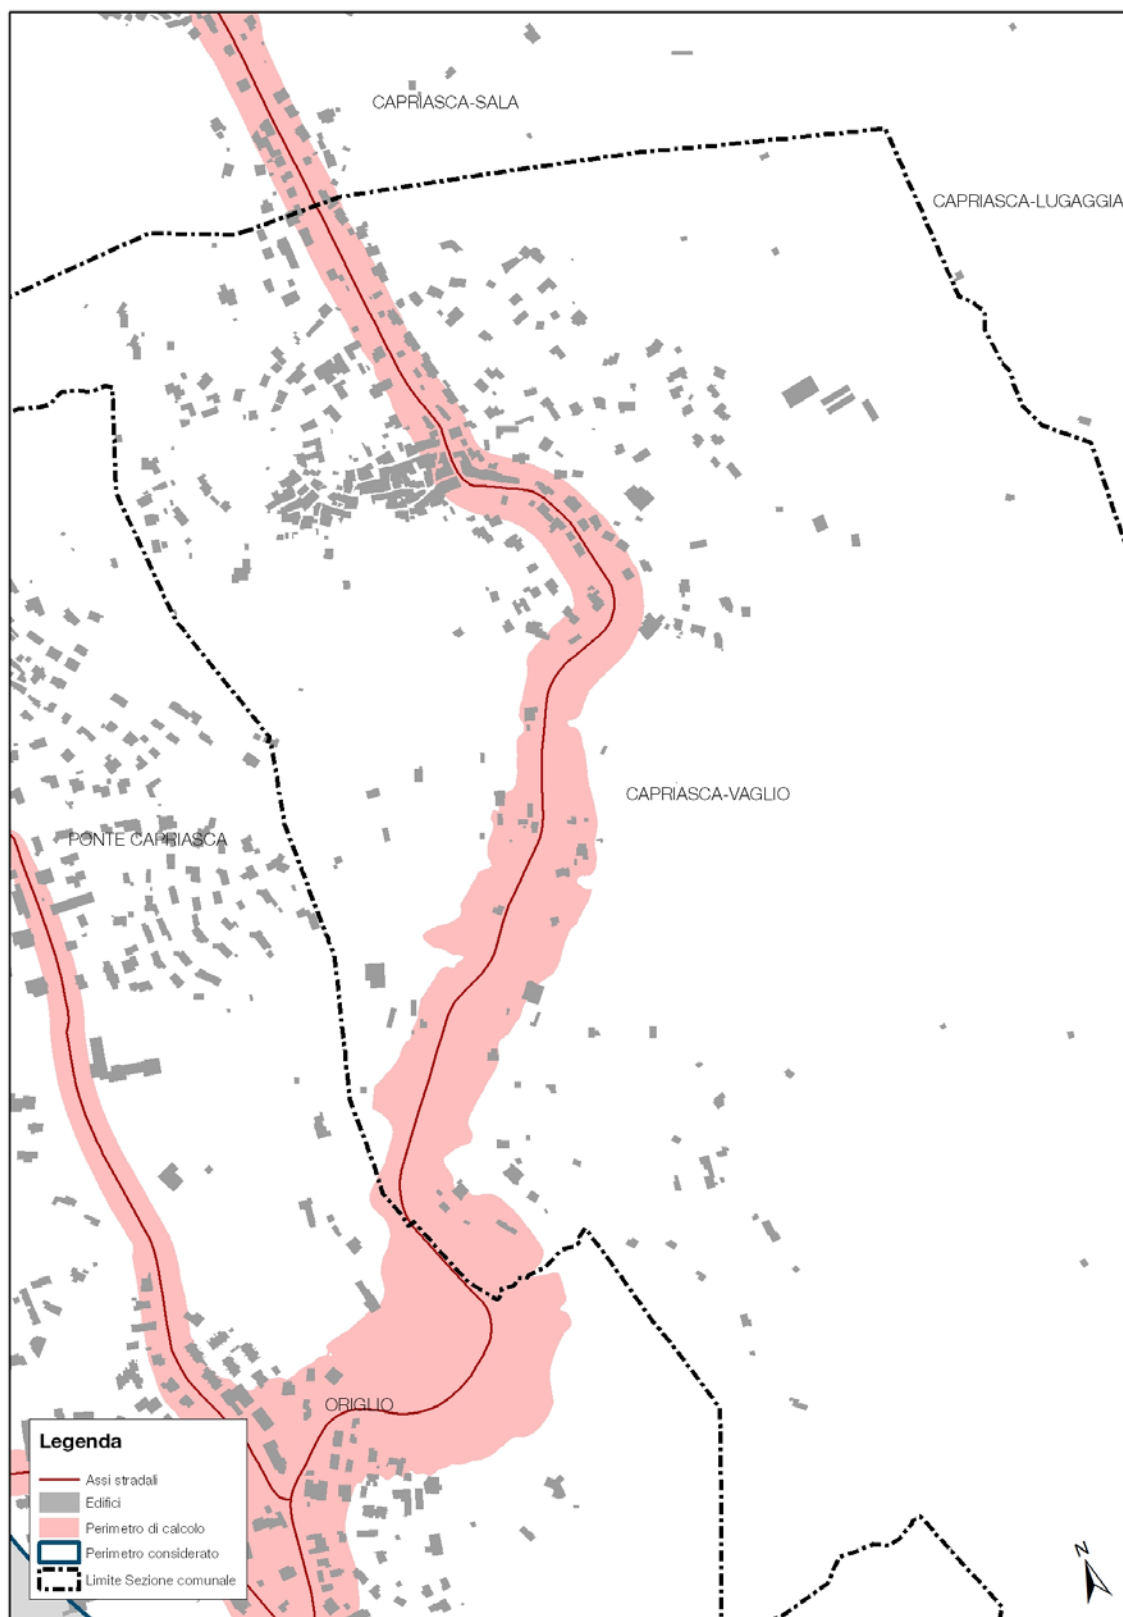 CAPRIASCA-SALA
CAPRIASCA-LUGAGGIA
CAPRIASCA-VAGLIO
PONTE CAPRIASCA
ORIGLIO
Legenda
Assi stradali
Edifici
Perimetro di calcolo
Perimetro considerato
Limite Sezione comunale
N